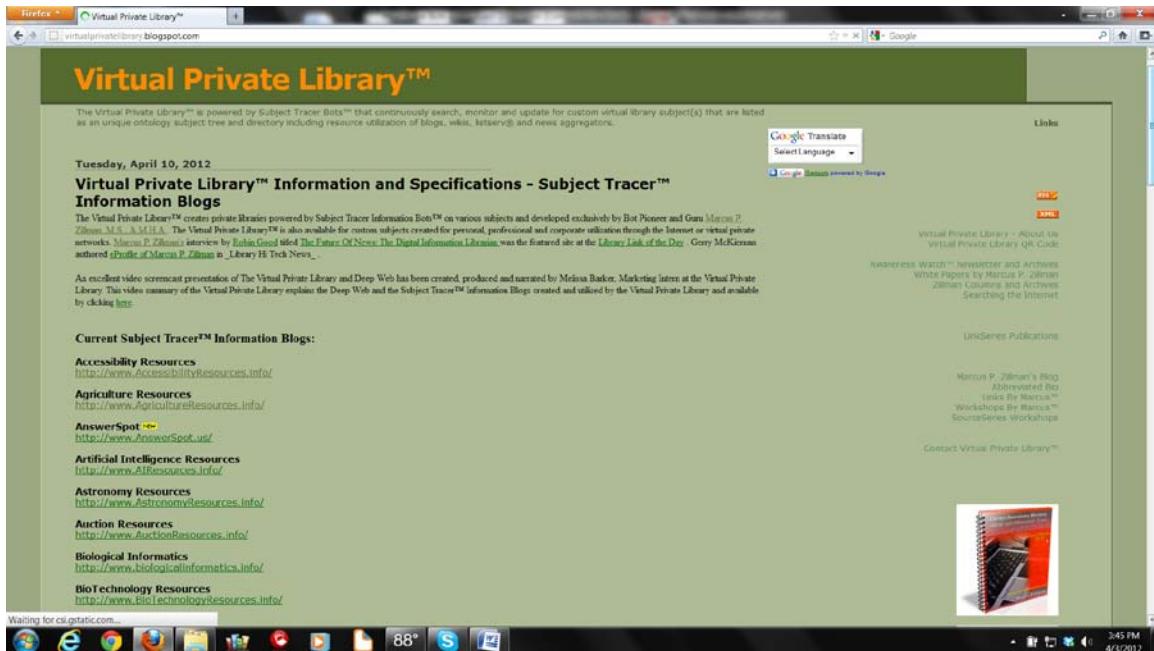 Firefox
Virtual Private Library™
virtualprivatelibrary.blogspot.com
Google
Virtual Private Library™
The Virtual Private Library™ is powered by Subject Tracer Bots™ that continuously search, monitor and update for custom virtual library subject(s) that are listed
as an unique ontology subject tree and directory including resource utilization of blogs, wikis, listserv® and news aggregators.
Links
Google Translate
Select Language
Tuesday, April 10, 2012
powered by Google
Virtual Private Library™ Information and Specifications - Subject Tracer™
Information Blogs
The Virtual Private Library™ creates private libraries powered by Subject Tracer Information Bots™ on various subjects and developed exclusively by Bot Pioneer and Guru Marcus P.
Zillman, M.S., A.M.H.A.. The Virtual Private Library™ is also available for custom subjects created for personal, professional and corporate utilization through the Internet or virtual private
networks. Marcus P. Zillman's interview by Robin Good titled The Future Of News: The Digital Information Librarian was the featured site at the Library Link of the Day . Gerry McKiernan
authored eProfile of Marcus P. Zillman in _Library Hi Tech News_ .
An excellent video screencast presentation of The Virtual Private Library and Deep Web has been created, produced and narrated by Melissa Barker, Marketing Intern at the Virtual Private
Library. This video summary of the Virtual Private Library explains the Deep Web and the Subject Tracer™ Information Blogs created and utilized by the Virtual Private Library and available
by clicking here.
RSS
XML
Virtual Private Library - About Us
Virtual Private Library QR Code
Awareness Watch™ Newsletter and Archives
White Papers by Marcus P. Zillman
Zillman Columns and Archives
Searching the Internet
LinkSeries Publications
Marcus P. Zillman's Blog
Abbreviated Bio
Links By Marcus™
Workshops By Marcus™
SourceSeries Workshops
Contact Virtual Private Library™
Current Subject Tracer™ Information Blogs:
Accessibility Resources
http://www.AccessibilityResources.info/
Agriculture Resources
http://www.AgricultureResources.info/
AnswerSpot NEW
http://www.AnswerSpot.us/
Artificial Intelligence Resources
http://www.AIResources.info/
Astronomy Resources
http://www.AstronomyResources.info/
Auction Resources
http://www.AuctionResources.info/
Biological Informatics
http://www.biologicalinformatics.info/
BioTechnology Resources
http://www.BioTechnologyResources.info/
Waiting for csi.gstatic.com...
88°
3:45 PM
4/3/2012